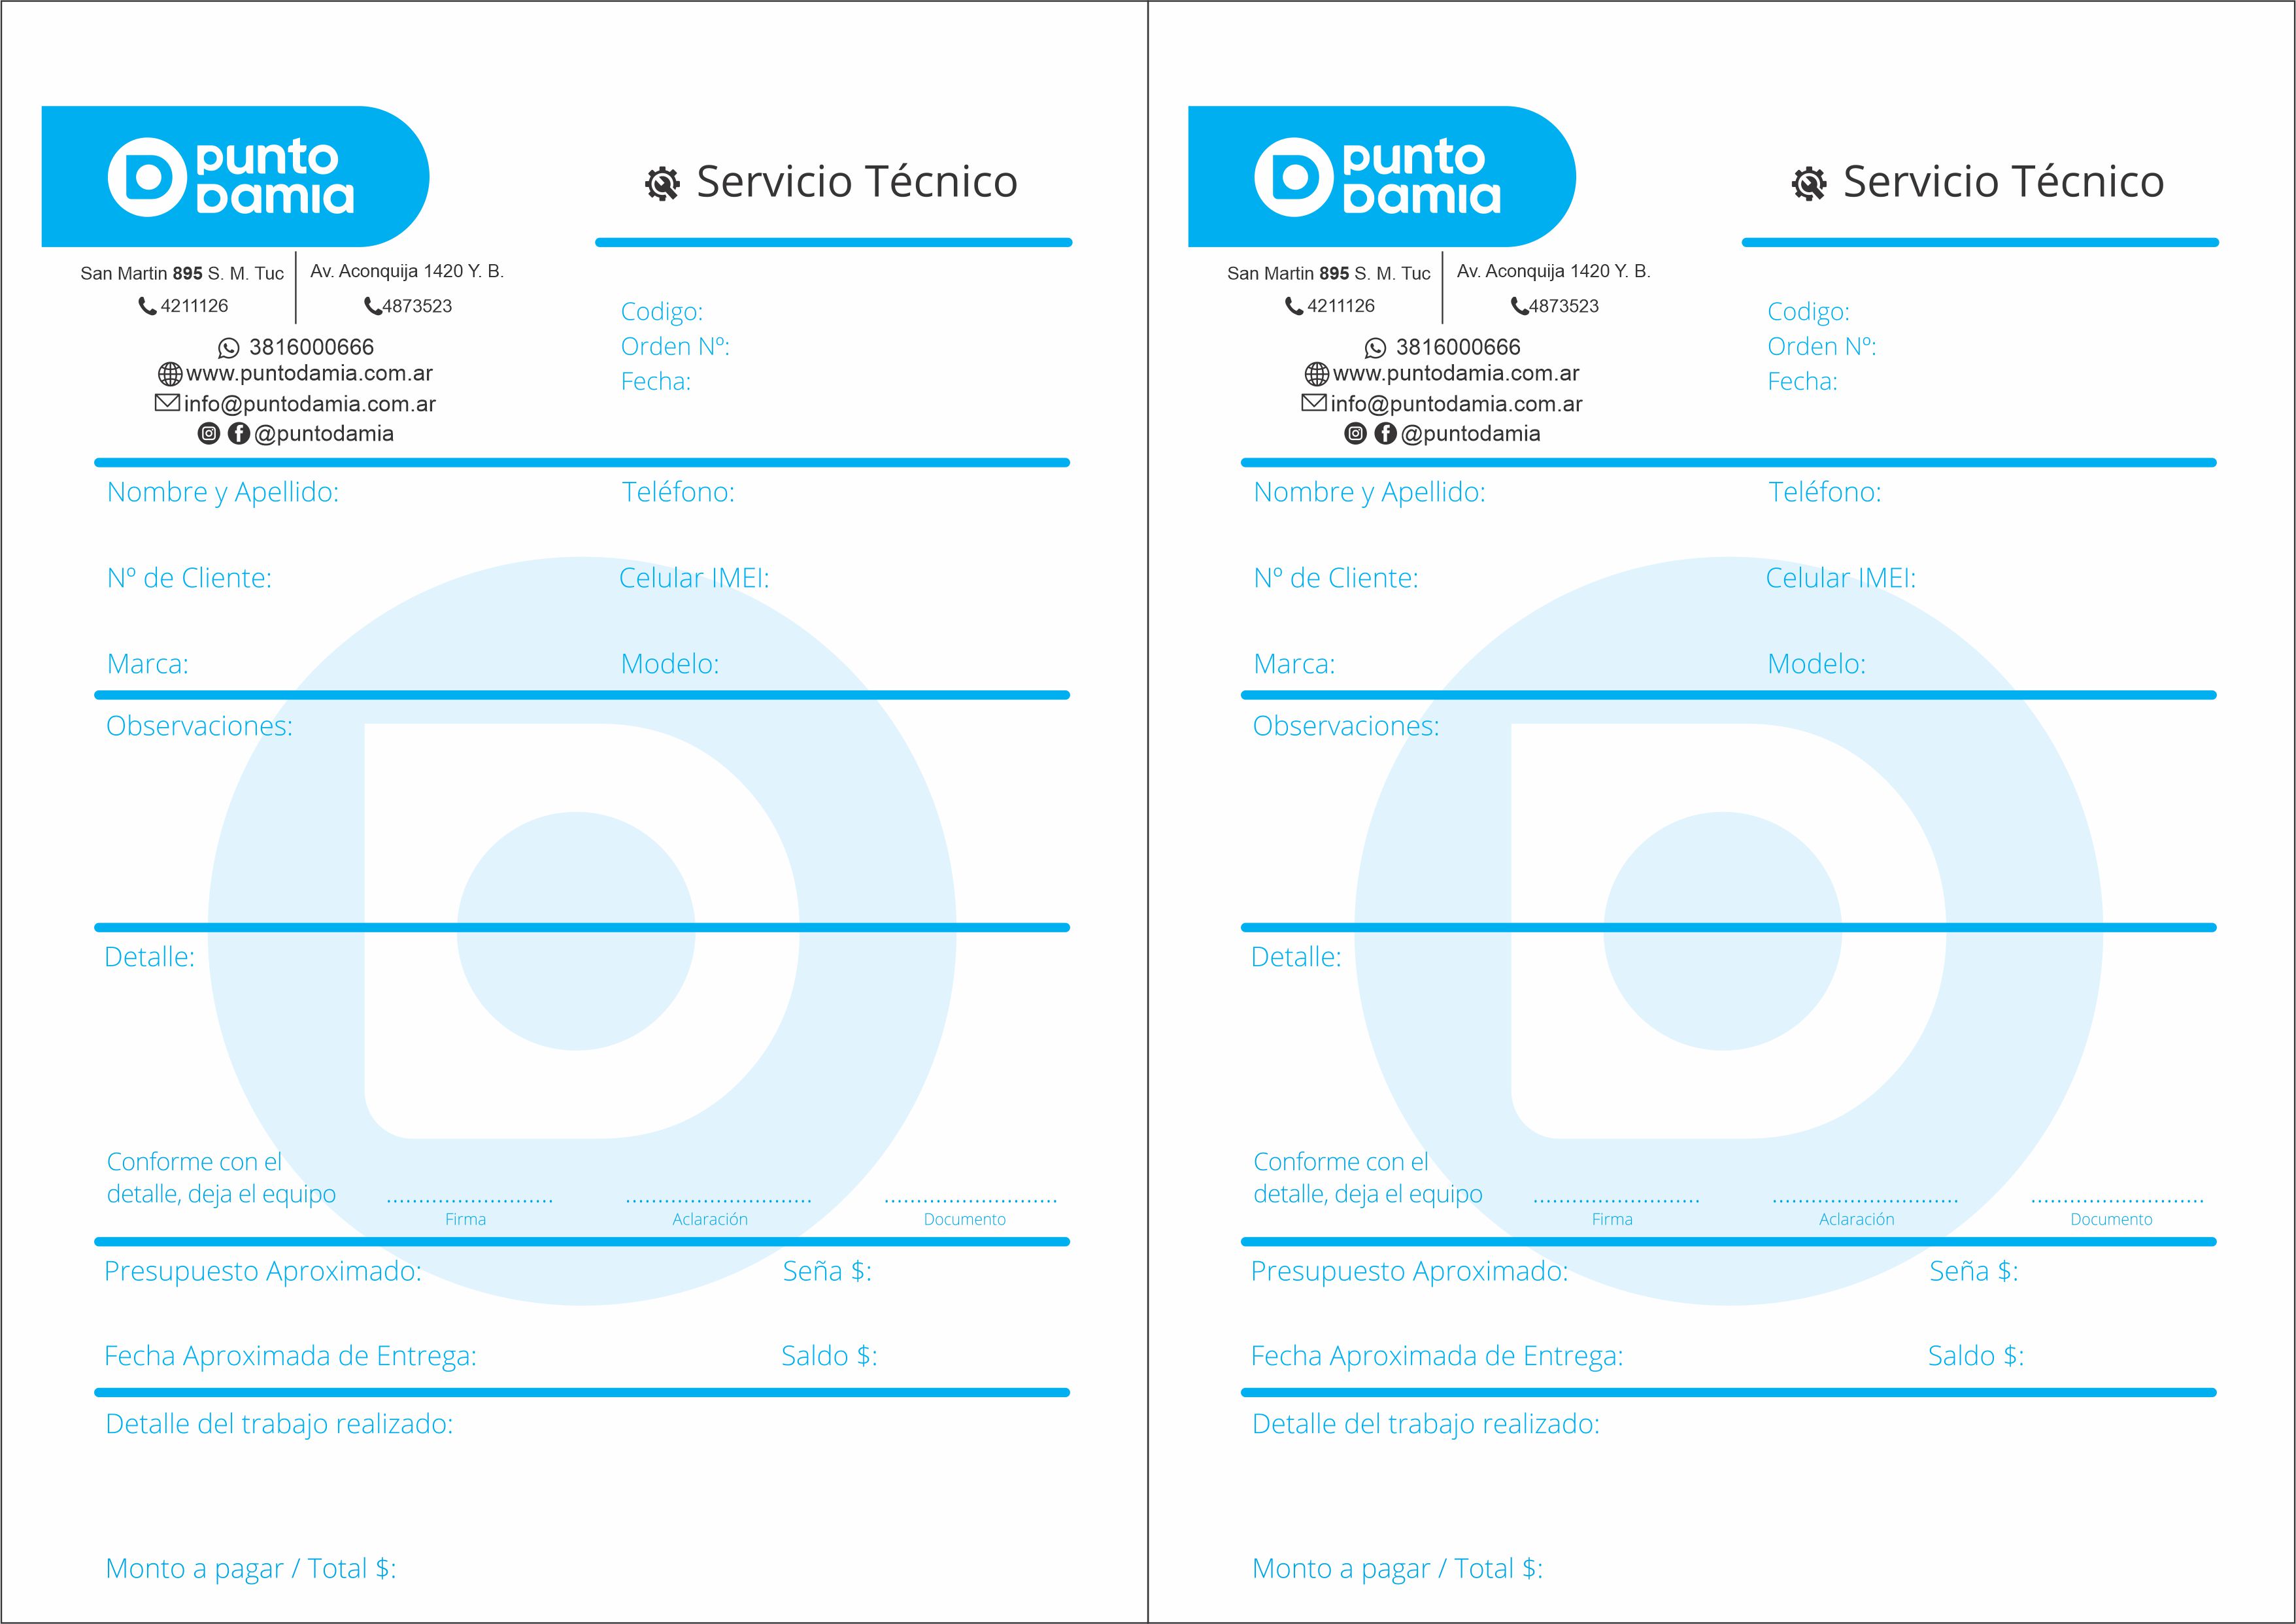 punto
Damia
Servicio Técnico
San Martin 895 S. M. Tuc
4211126
Av. Aconquija 1420 Y. B.
4873523
3816000666
www.puntodamia.com.ar
info@puntodamia.com.ar
@puntodamia
Codigo:
Orden Nº:
Fecha:
Nombre y Apellido:
Teléfono:
Nº de Cliente:
Celular IMEI:
Marca:
Modelo:
Observaciones:
Detalle:
Conforme con el
detalle, deja el equipo
Firma
Aclaración
Documento
Presupuesto Aproximado:
Seña $:
Fecha Aproximada de Entrega:
Saldo $:
Detalle del trabajo realizado:
Monto a pagar / Total $:
punto
Damia
Servicio Técnico
San Martin 895 S. M. Tuc
4211126
Av. Aconquija 1420 Y. B.
4873523
3816000666
www.puntodamia.com.ar
info@puntodamia.com.ar
@puntodamia
Codigo:
Orden Nº:
Fecha:
Nombre y Apellido:
Teléfono:
Nº de Cliente:
Celular IMEI:
Marca:
Modelo:
Observaciones:
Detalle:
Conforme con el
detalle, deja el equipo
Firma
Aclaración
Documento
Presupuesto Aproximado:
Seña $:
Fecha Aproximada de Entrega:
Saldo $:
Detalle del trabajo realizado:
Monto a pagar / Total $: